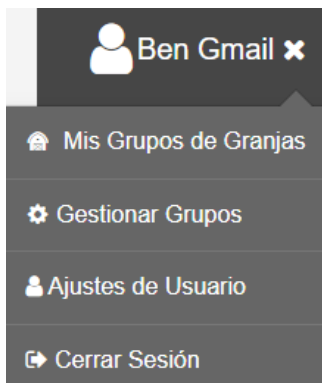 Ben Gmail
Mis Grupos de Granjas
Gestionar Grupos
Ajustes de Usuario
Cerrar Sesión